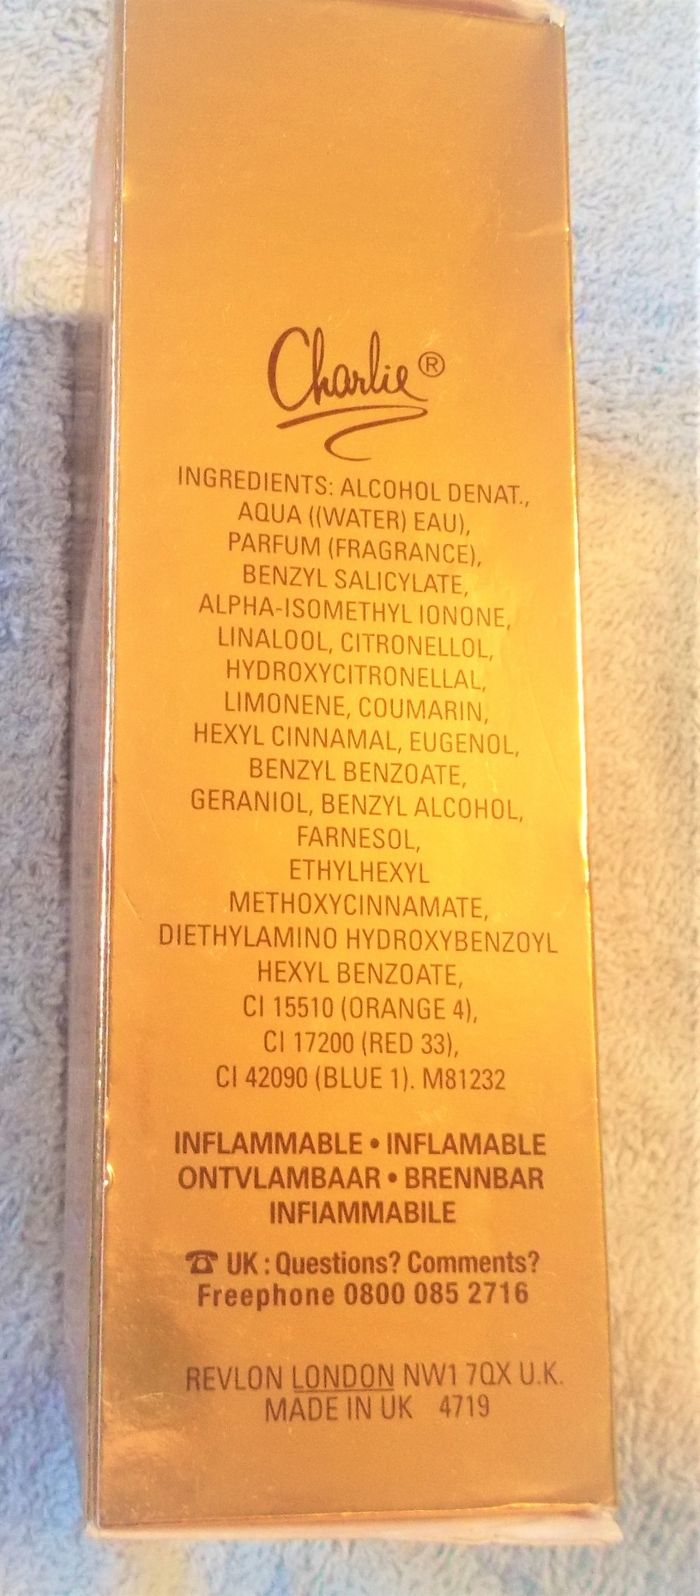 Charlie®
INGREDIENTS: ALCOHOL DENAT.,
AQUA ((WATER) EAU),
PARFUM (FRAGRANCE),
BENZYL SALICYLATE,
ALPHA-ISOMETHYL IONONE,
LINALOOL, CITRONELLOL,
HYDROXYCITRONELLAL,
LIMONENE, COUMARIN,
HEXYL CINNAMAL, EUGENOL,
BENZYL BENZOATE,
GERANIOL, BENZYL ALCOHOL,
FARNESOL,
ETHYLHEXYL
METHOXYCINNAMATE,
DIETHYLAMINO HYDROXYBENZOYL
HEXYL BENZOATE,
CI 15510 (ORANGE 4),
CI 17200 (RED 33),
CI 42090 (BLUE 1). M81232
INFLAMMABLE • INFLAMABLE
ONTVLAMBAAR • BRENNBAR
INFIAMMABILE
☎ UK : Questions? Comments?
Freephone 0800 085 2716
REVLON LONDON NW1 7QX U.K.
MADE IN UK 4719